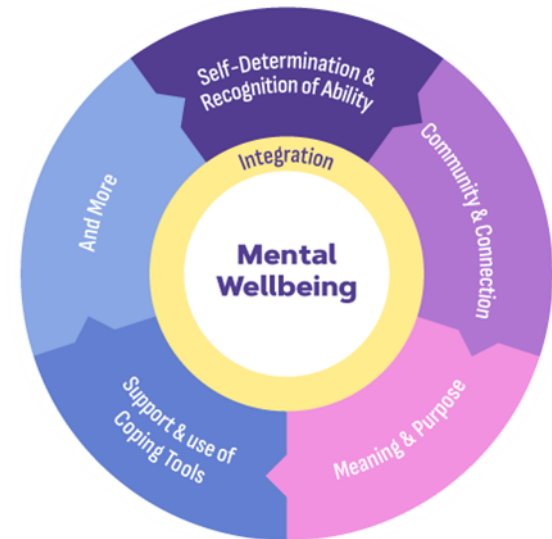 Self-Determination &
Recognition of Ability
Community & Connection
Meaning & Purpose
Support & use of
Coping Tools
And More
Integration
Mental
Wellbeing